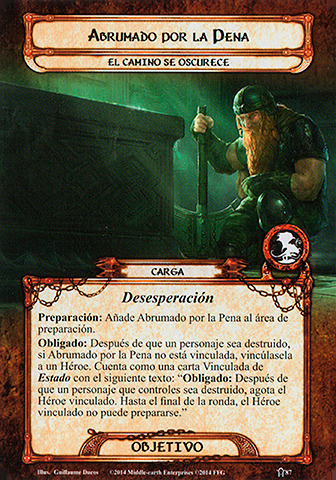 Abrumado por la Pena
El camino se oscurece
Carga
Desesperación
Preparación: Añade Abrumado por la Pena al área de
preparación.
Obligado: Después de que un personaje sea destruido,
si Abrumado por la Pena no está vinculada, vincúlasela
a un Héroe. Cuenta como una carta Vinculada de
Estado con el siguiente texto: “Obligado: Después de
que un personaje que controles sea destruido, agota el
Héroe vinculado. Hasta el final de la ronda, el Héroe
vinculado no puede prepararse.”
Objetivo
Illus. Guillaume Ducos ©2014 Middle-earth Enterprises ©2014 FFG